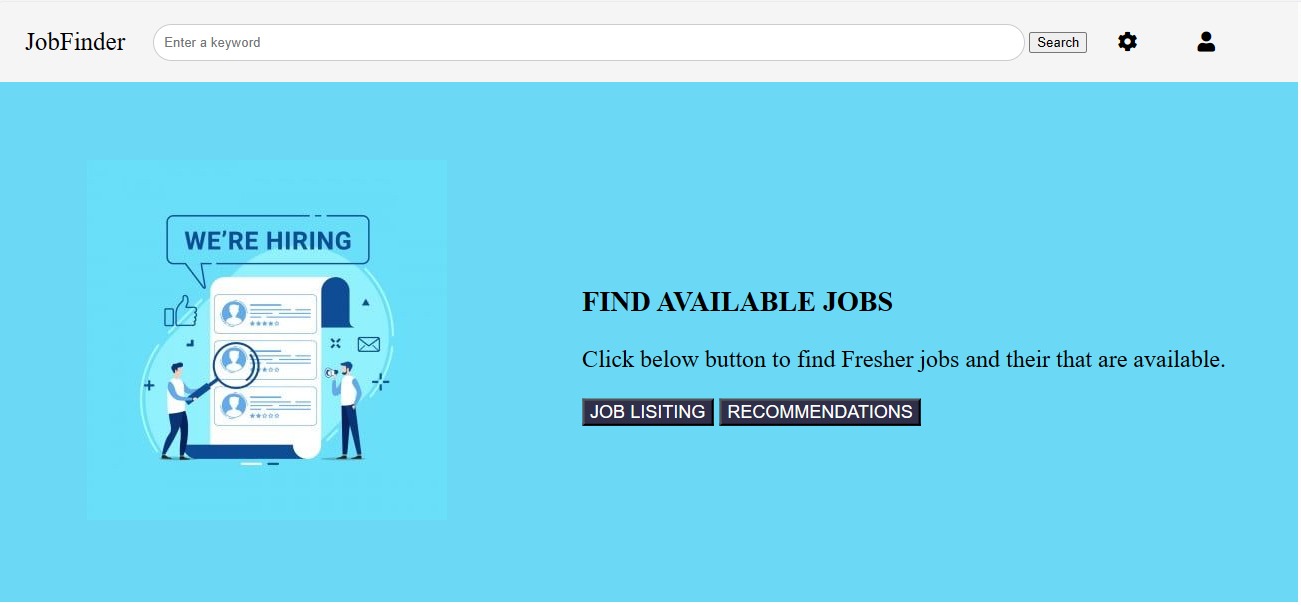 JobFinder
Enter a keyword
Search
WE'RE HIRING
FIND AVAILABLE JOBS
Click below button to find Fresher jobs and their that are available.
JOB LISITING RECOMMENDATIONS